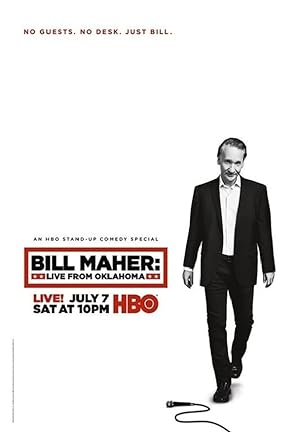 NO GUESTS. NO DESK. JUST BILL.
AN HBO STAND-UP COMEDY SPECIAL
BILL MAHER:
LIVE FROM OKLAHOMA
LIVE! JULY 7
SAT AT 10PM HBO